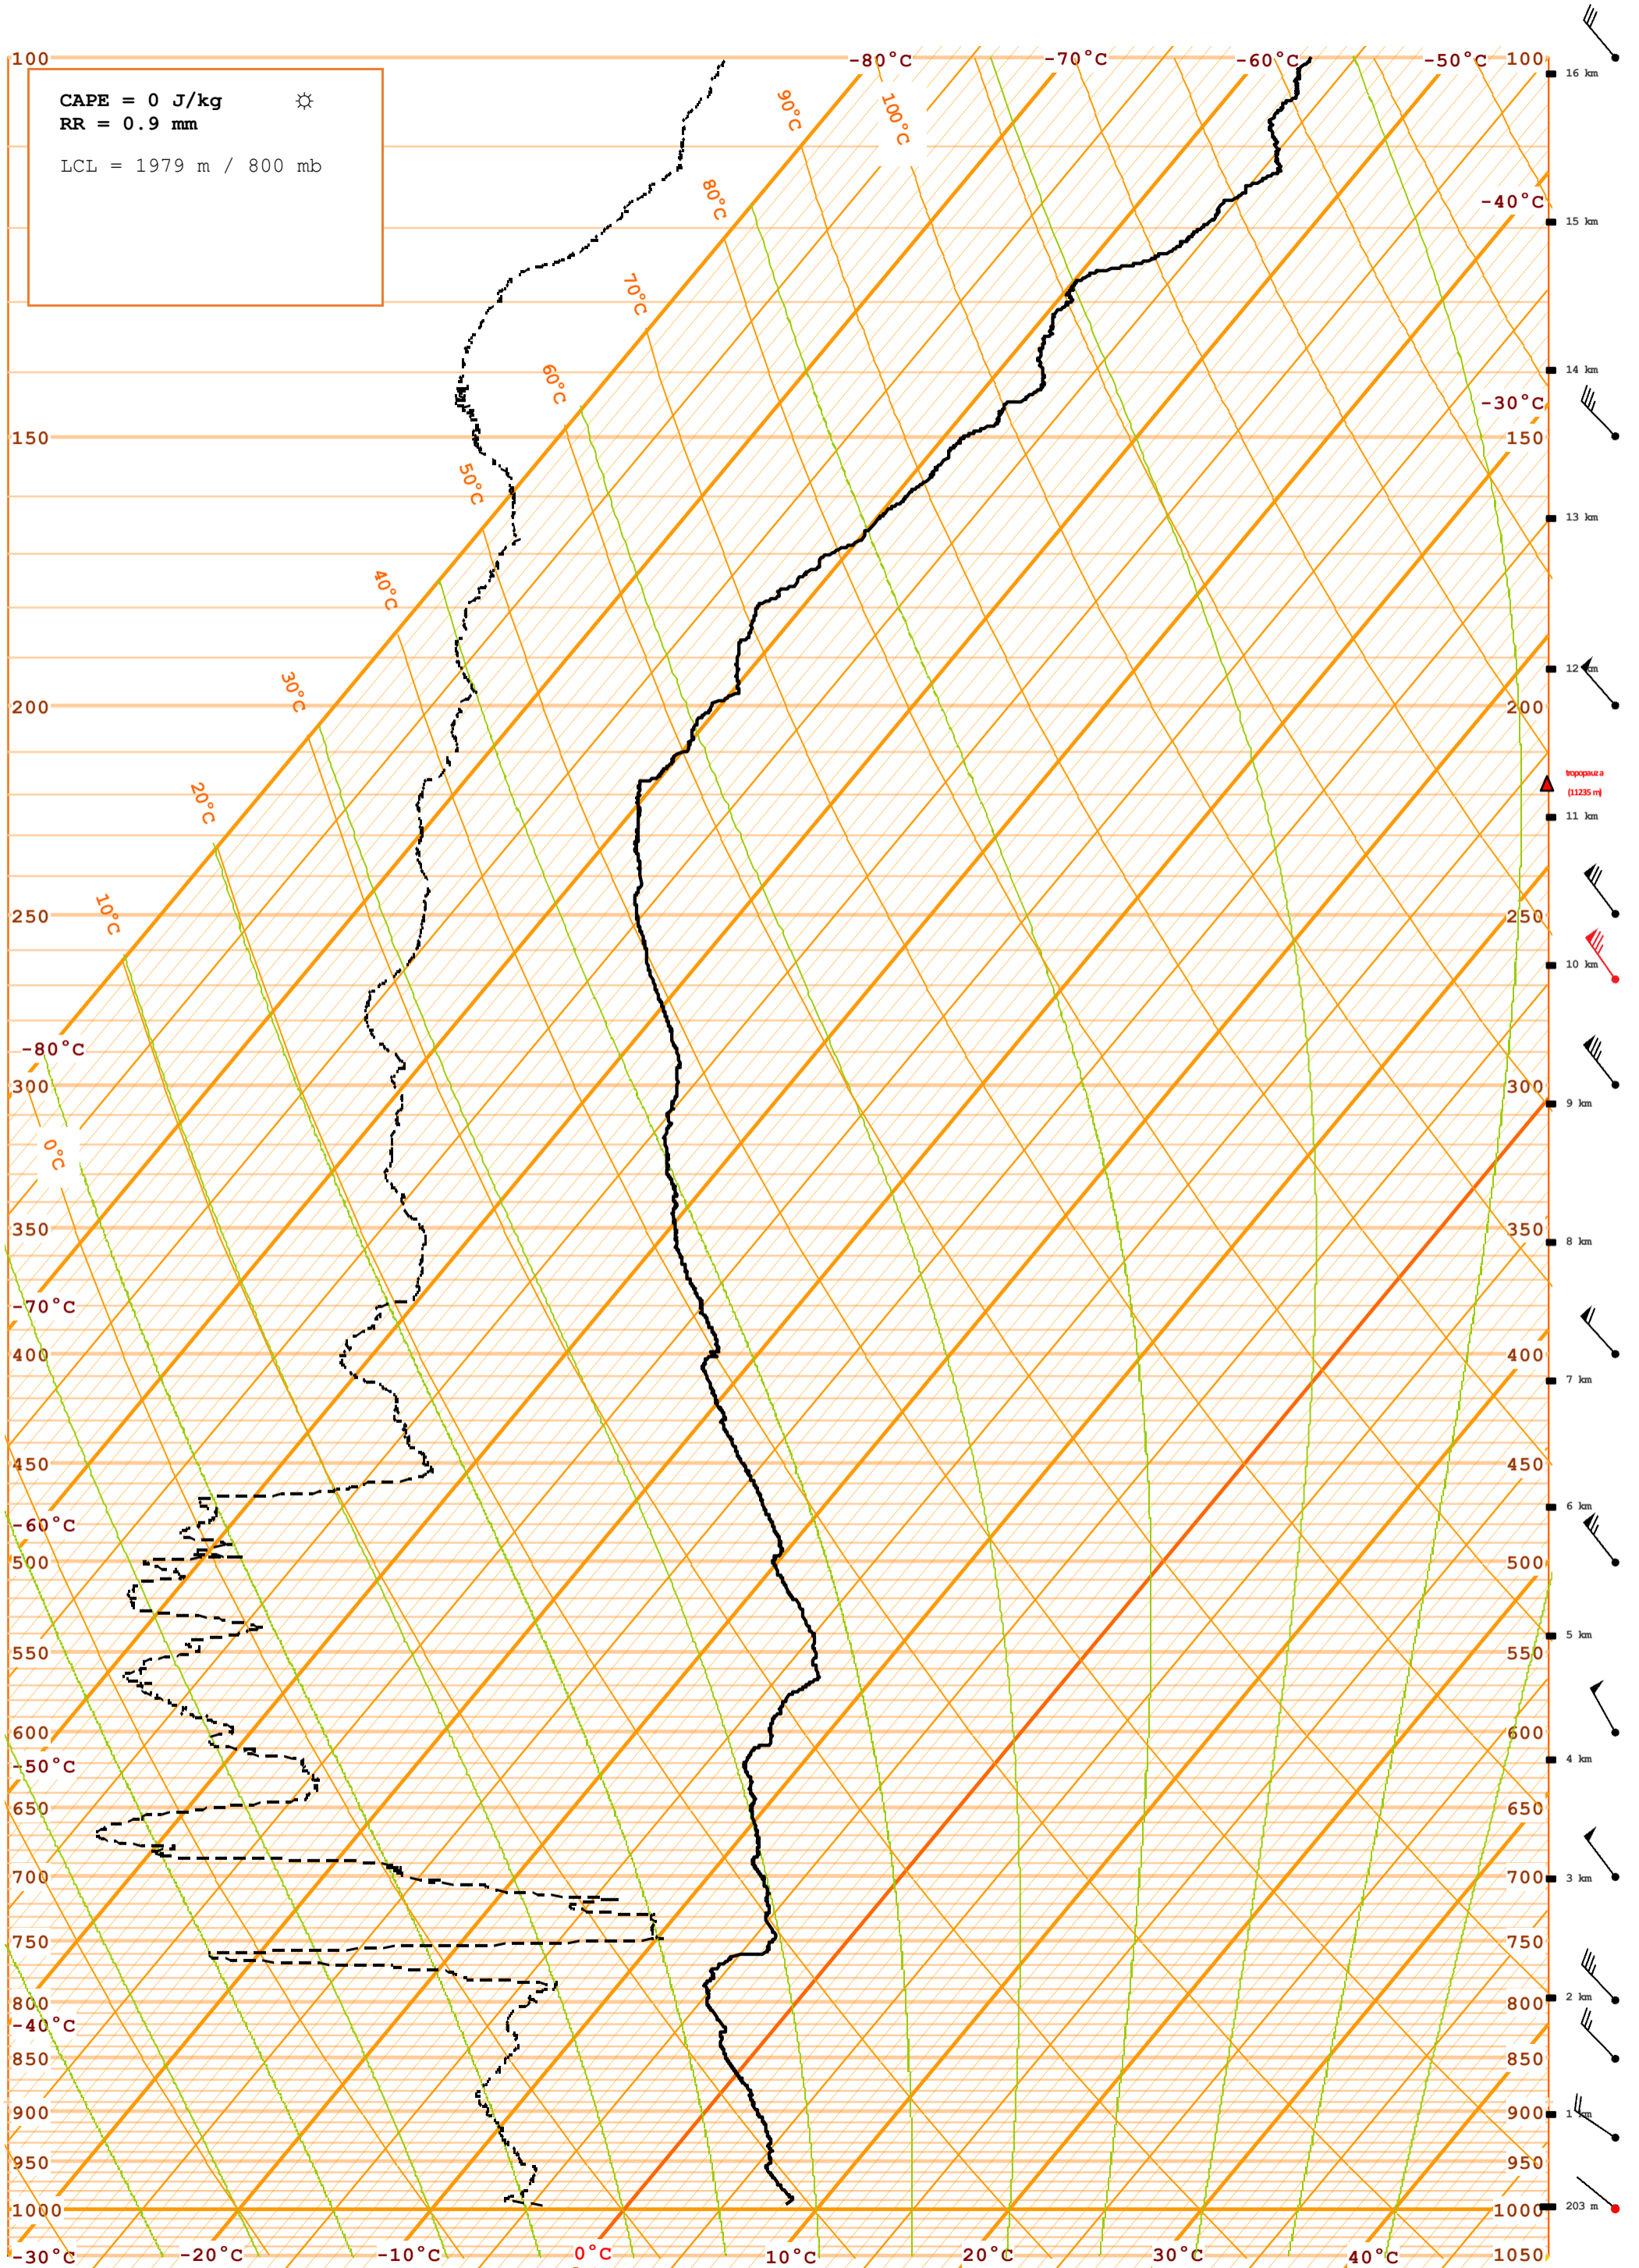 -80°C -70°C -60°C -50°C
100 100
16 km
CAPE = 0 J/kg ☼
RR = 0.9 mm
LCL = 1979 m / 800 mb
90°C 100°C
80°C
-40°C
15 km
70°C
14 km
60°C
-30°C
150 150
50°C
13 km
40°C
12 km
30°C
200 200
tropopauza
(11235 m)
20°C
11 km
10°C
250 250
10 km
-80°C
300 300
9 km
0°C
350 350
8 km
-70°C
400 400
7 km
450 450
6 km
-60°C
500 500
5 km
550 550
600 600
4 km
-50°C
650 650
700 700
3 km
750 750
2 km
800 800
-40°C
850 850
900 900
1 km
950 950
203 m
1000 1000
-30°C -20°C -10°C 0°C 10°C 20°C 30°C 40°C 1050